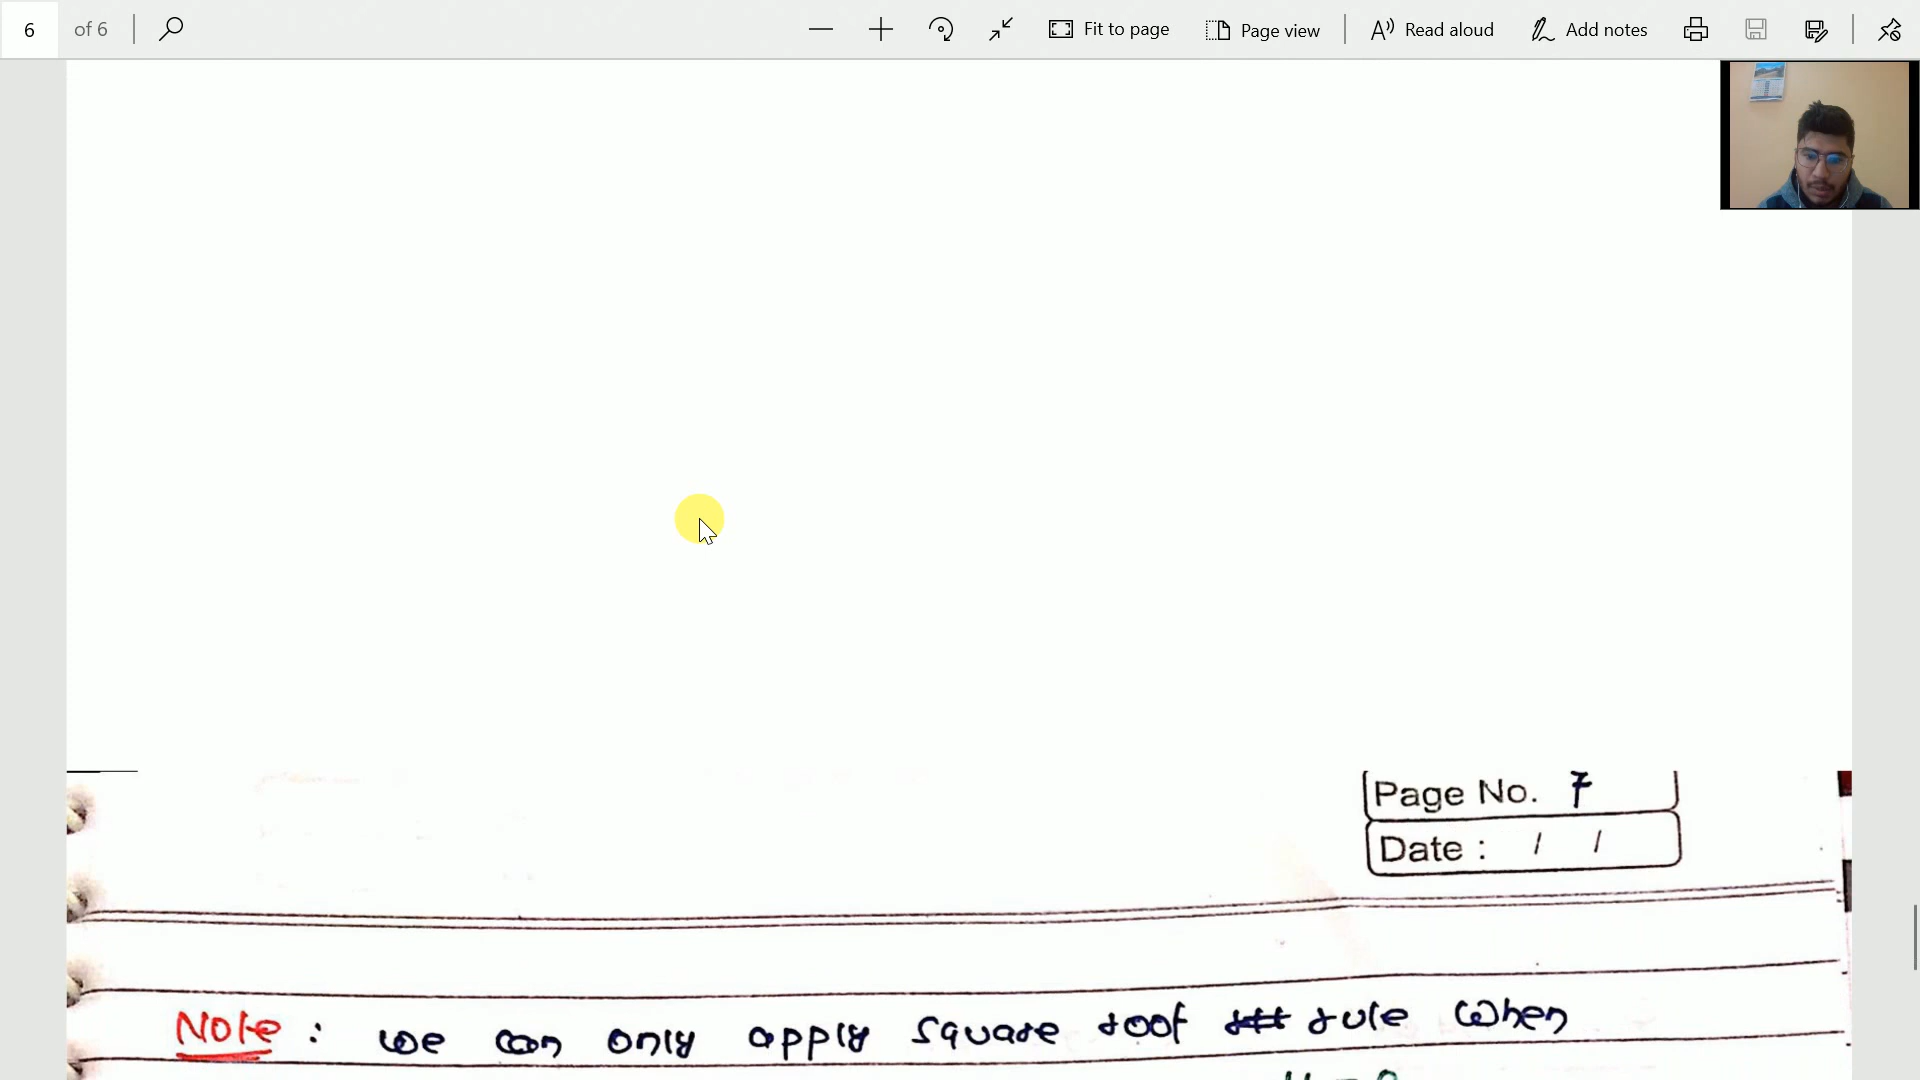 6 of 6 Fit to page Page view Read aloud Add notes
Page No. 7
Date : / /
Note : we can only apply square root rule when